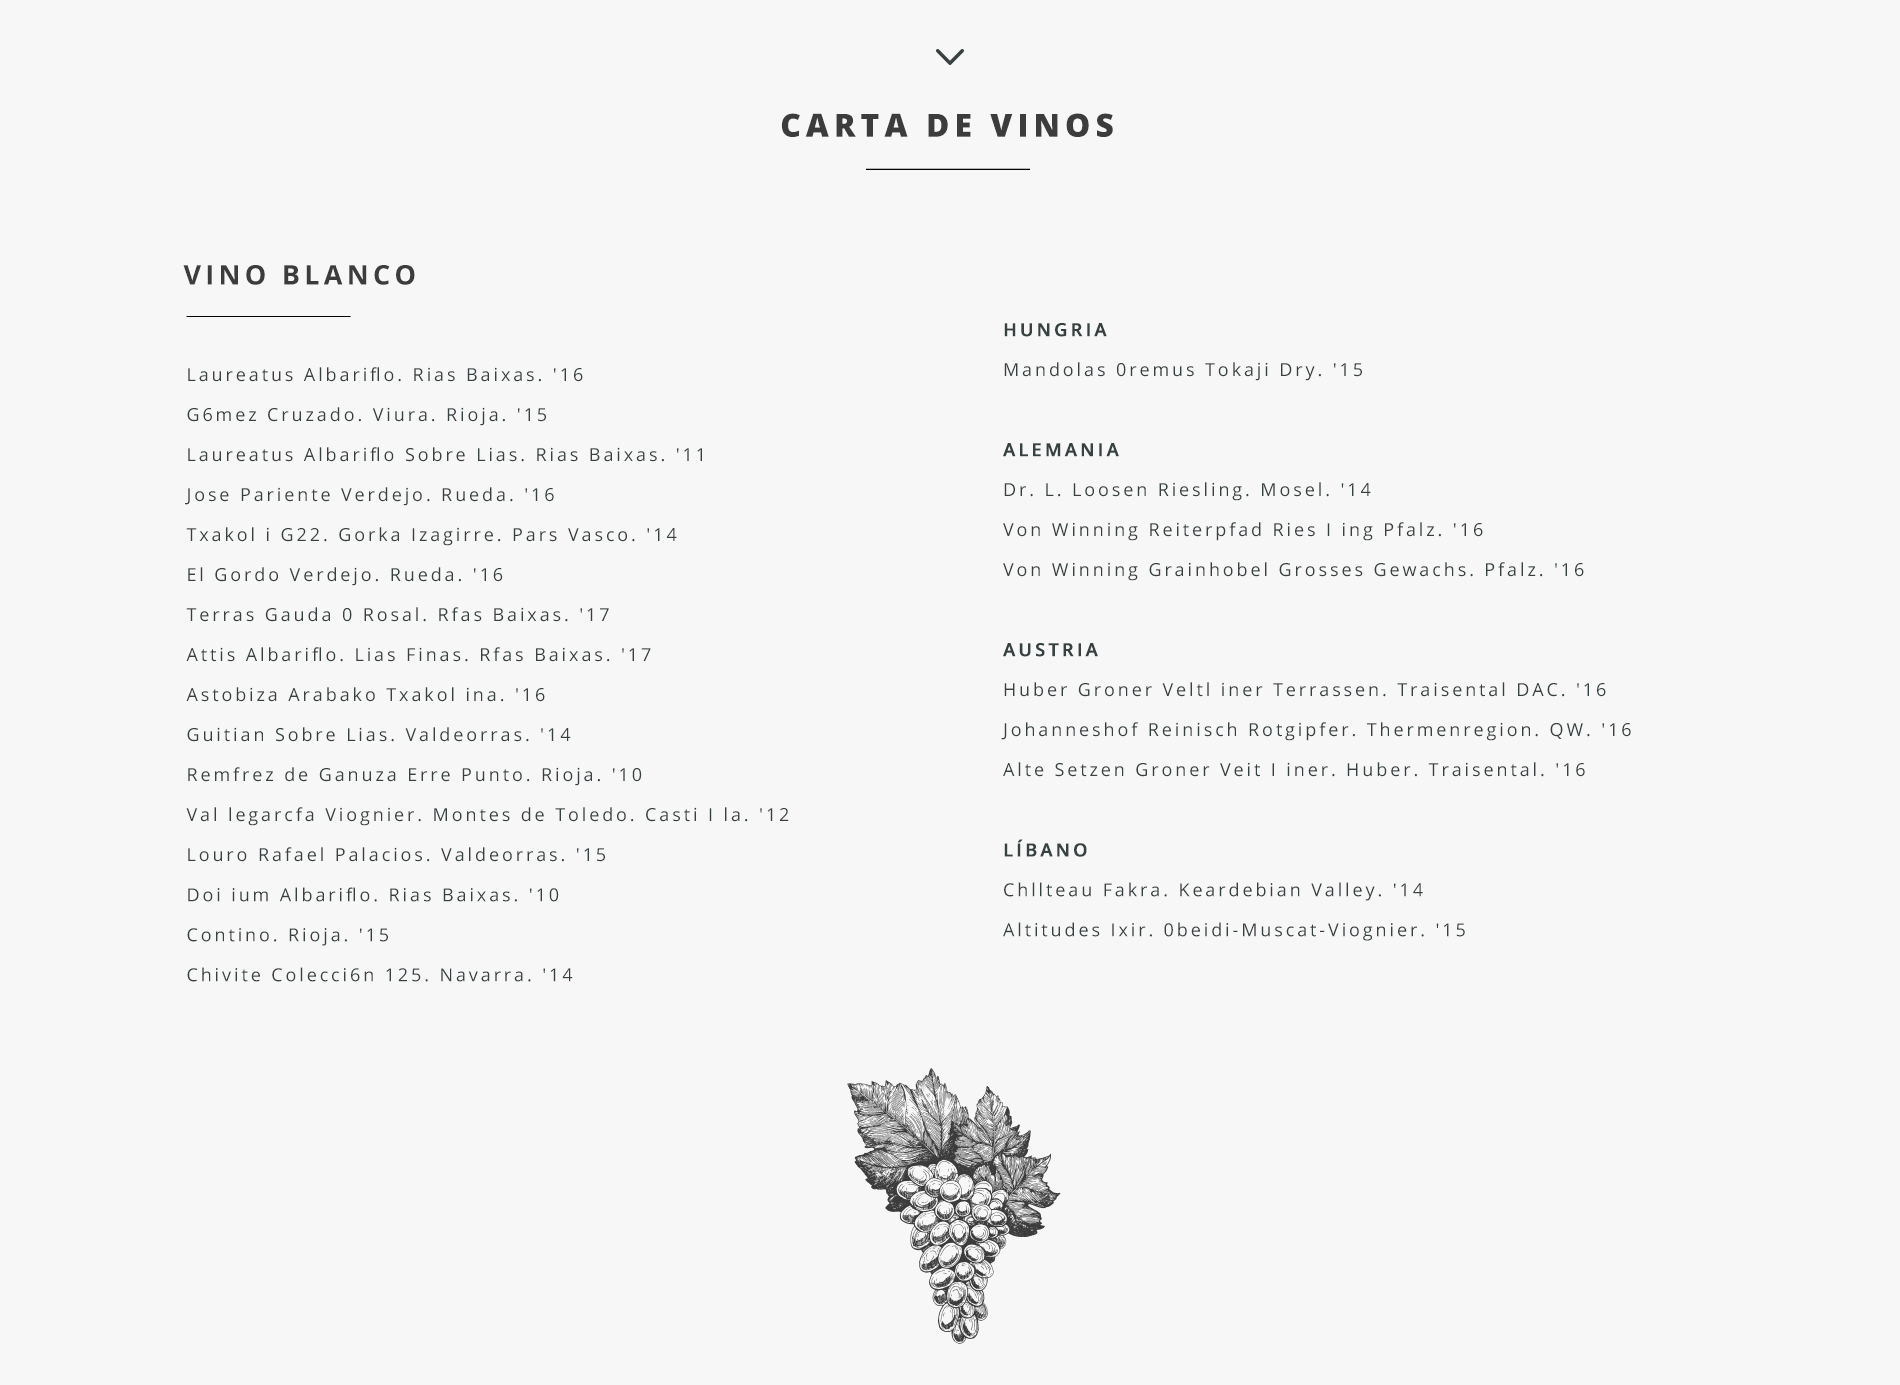 CARTA DE VINOS
VINO BLANCO
Laureatus Albariflo. Rias Baixas. '16
G6mez Cruzado. Viura. Rioja. '15
Laureatus Albariflo Sobre Lias. Rias Baixas. '11
Jose Pariente Verdejo. Rueda. '16
Txakol i G22. Gorka Izagirre. Pars Vasco. '14
El Gordo Verdejo. Rueda. '16
Terras Gauda 0 Rosal. Rfas Baixas. '17
Attis Albariflo. Lias Finas. Rfas Baixas. '17
Astobiza Arabako Txakol ina. '16
Guitian Sobre Lias. Valdeorras. '14
Remfrez de Ganuza Erre Punto. Rioja. '10
Val legarcfa Viognier. Montes de Toledo. Casti I la. '12
Louro Rafael Palacios. Valdeorras. '15
Doi ium Albariflo. Rias Baixas. '10
Contino. Rioja. '15
Chivite Colecci6n 125. Navarra. '14
HUNGRIA
Mandolas 0remus Tokaji Dry. '15
ALEMANIA
Dr. L. Loosen Riesling. Mosel. '14
Von Winning Reiterpfad Ries I ing Pfalz. '16
Von Winning Grainhobel Grosses Gewachs. Pfalz. '16
AUSTRIA
Huber Groner Veltl iner Terrassen. Traisental DAC. '16
Johanneshof Reinisch Rotgipfer. Thermenregion. QW. '16
Alte Setzen Groner Veit I iner. Huber. Traisental. '16
LÍBANO
Chllteau Fakra. Keardebian Valley. '14
Altitudes Ixir. 0beidi-Muscat-Viognier. '15